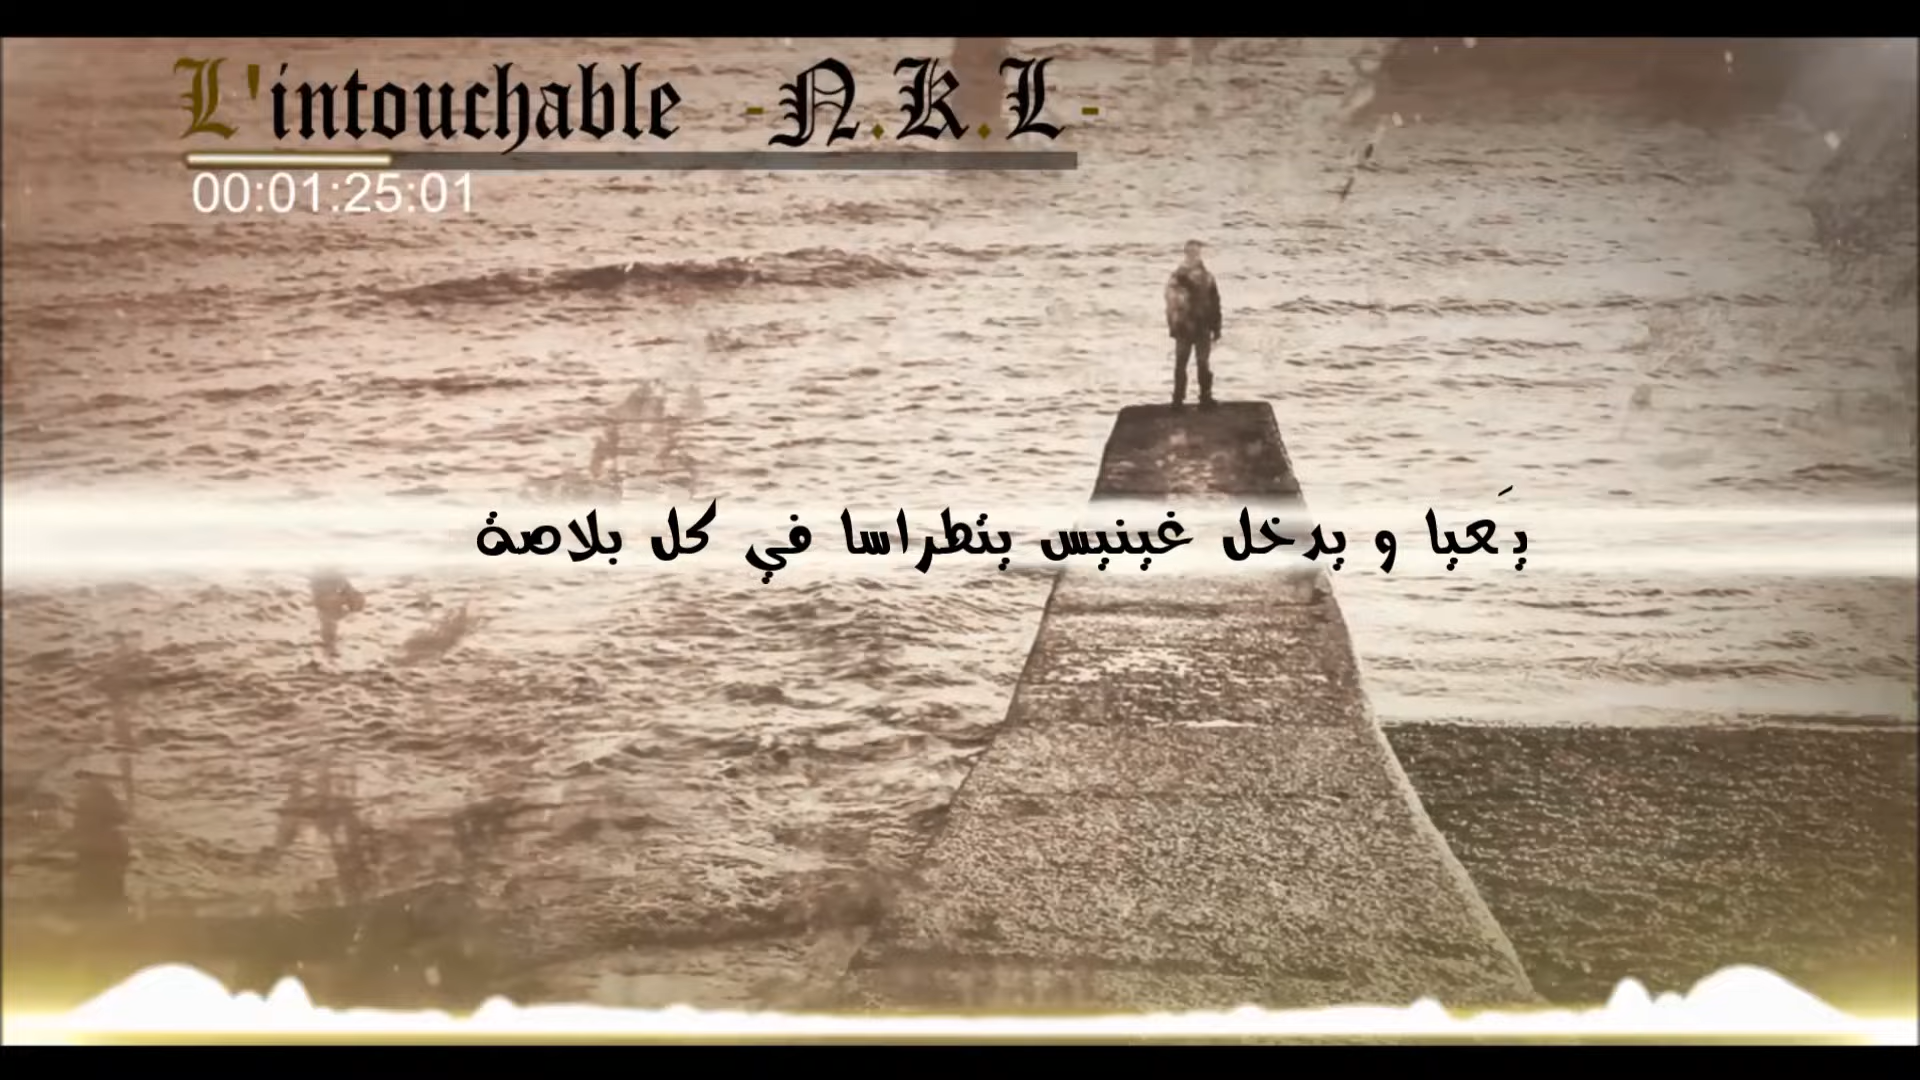 L'intouchable -N.K.L-
00:01:25:01
يَعيا و يدخل غينيس يتطراسا في كل بلاصة